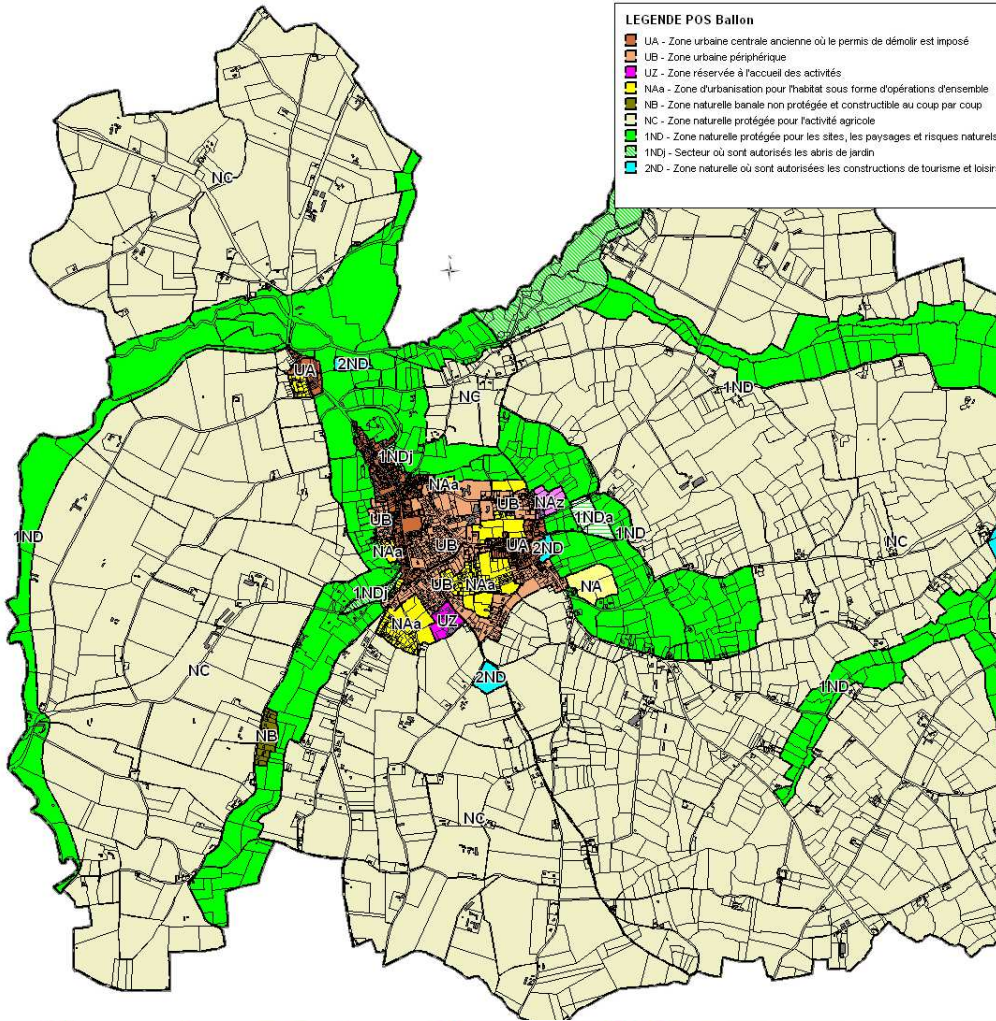 LEGENDE POS Ballon
UA - Zone urbaine centrale ancienne où le permis de démolir est imposé
UB - Zone urbaine périphérique
UZ - Zone réservée à l'accueil des activités
NAa - Zone d'urbanisation pour l'habitat sous forme d'opérations d'ensemble
NB - Zone naturelle banale non protégée et constructible au coup par coup
NC - Zone naturelle protégée pour l'activité agricole
1ND - Zone naturelle protégée pour les sites, les paysages et risques naturels
1NDj - Secteur où sont autorisés les abris de jardin
2ND - Zone naturelle où sont autorisées les constructions de tourisme et loisirs
NC
UA
2ND
NC
1ND
1NDj
NAa
UB
NAz
1ND
UB
1NDa
1ND
NC
NAa
UB
UA
2ND
1NDj
UB
NAa
NA
NAa
UZ
NC
2ND
1ND
NB
NC